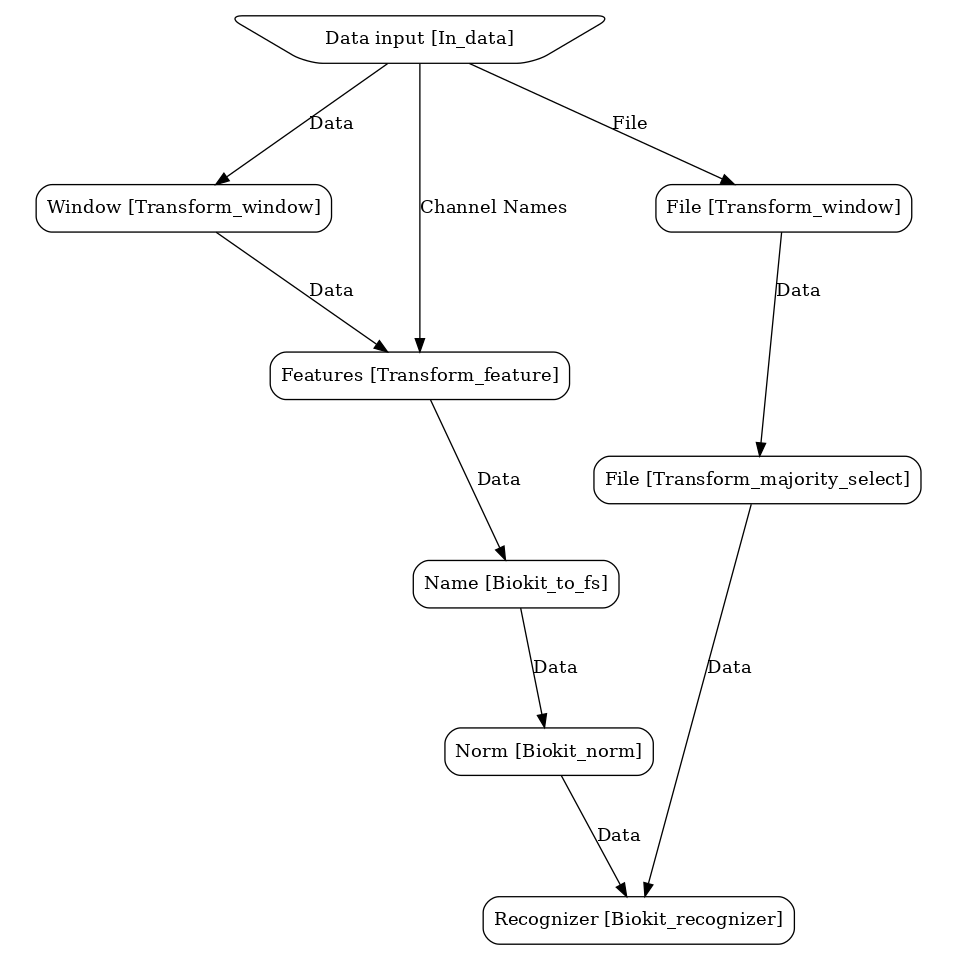 Data input [In_data]
Data
File
Window [Transform_window]
Channel Names
File [Transform_window]
Data
Data
Features [Transform_feature]
Data
File [Transform_majority_select]
Name [Biokit_to_fs]
Data
Data
Norm [Biokit_norm]
Data
Recognizer [Biokit_recognizer]